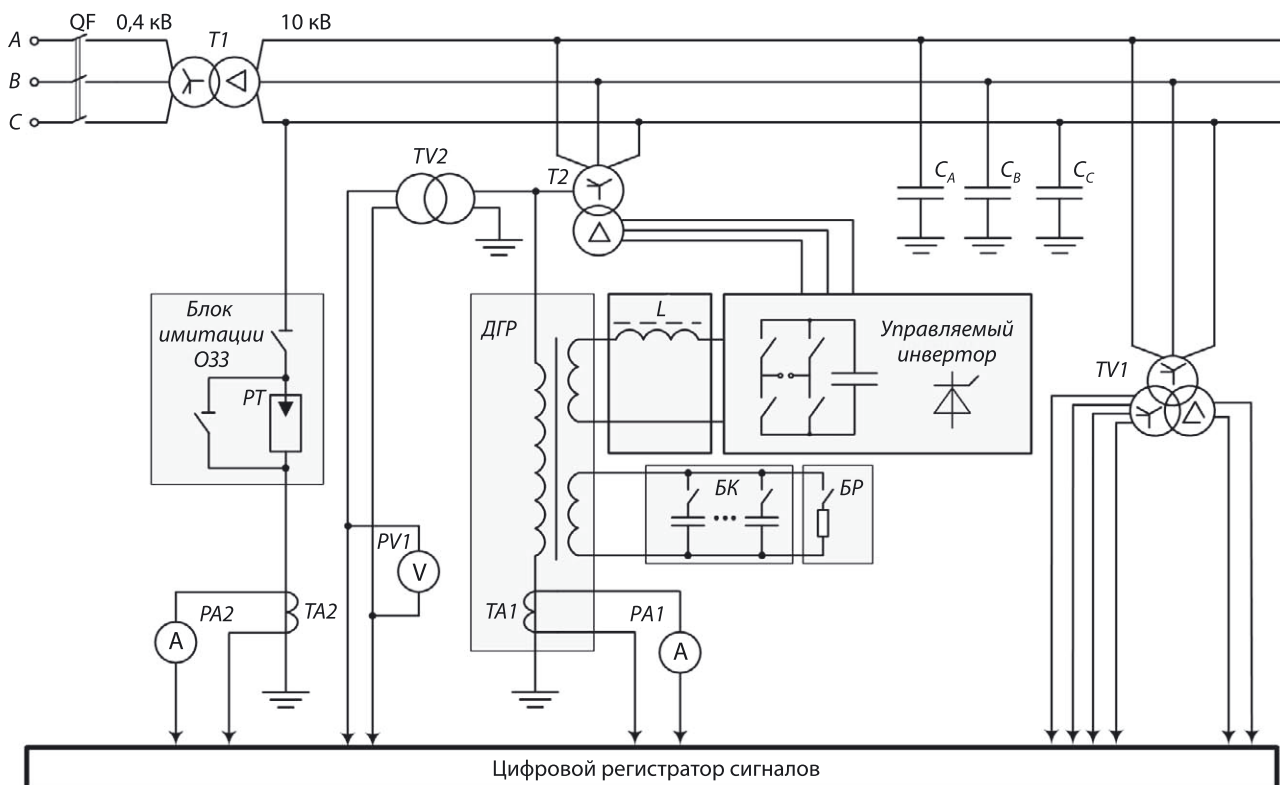 QF
0,4 кВ
T1
10 кВ
A
B
C
TV2
T2
C_A
C_B
C_C
Блок
имитации
ОЗЗ
РТ
ДГР
L
Управляемый
инвертор
TV1
БК
БР
PV1
V
PA2
A
TA2
TA1
PA1
A
Цифровой регистратор сигналов